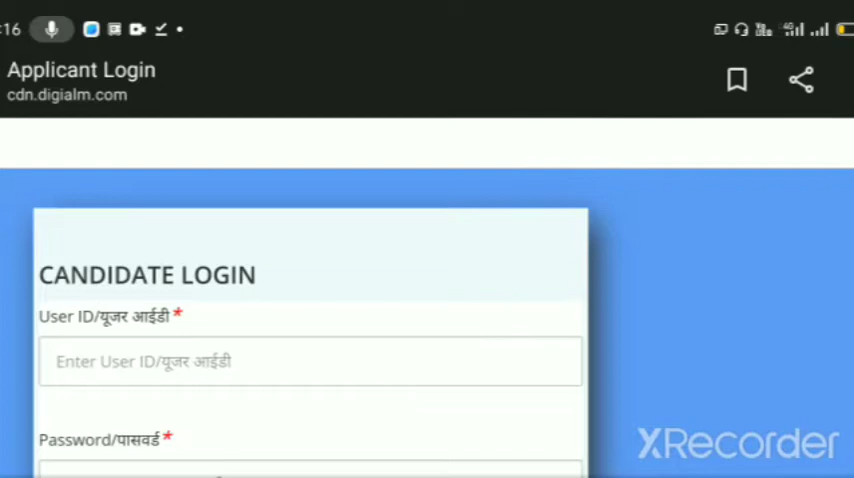 :16
Applicant Login
cdn.digialm.com
CANDIDATE LOGIN
User ID/यूजर आईडी*
Enter User ID/यूजर आईडी
Password/पासवर्ड*
XRecorder